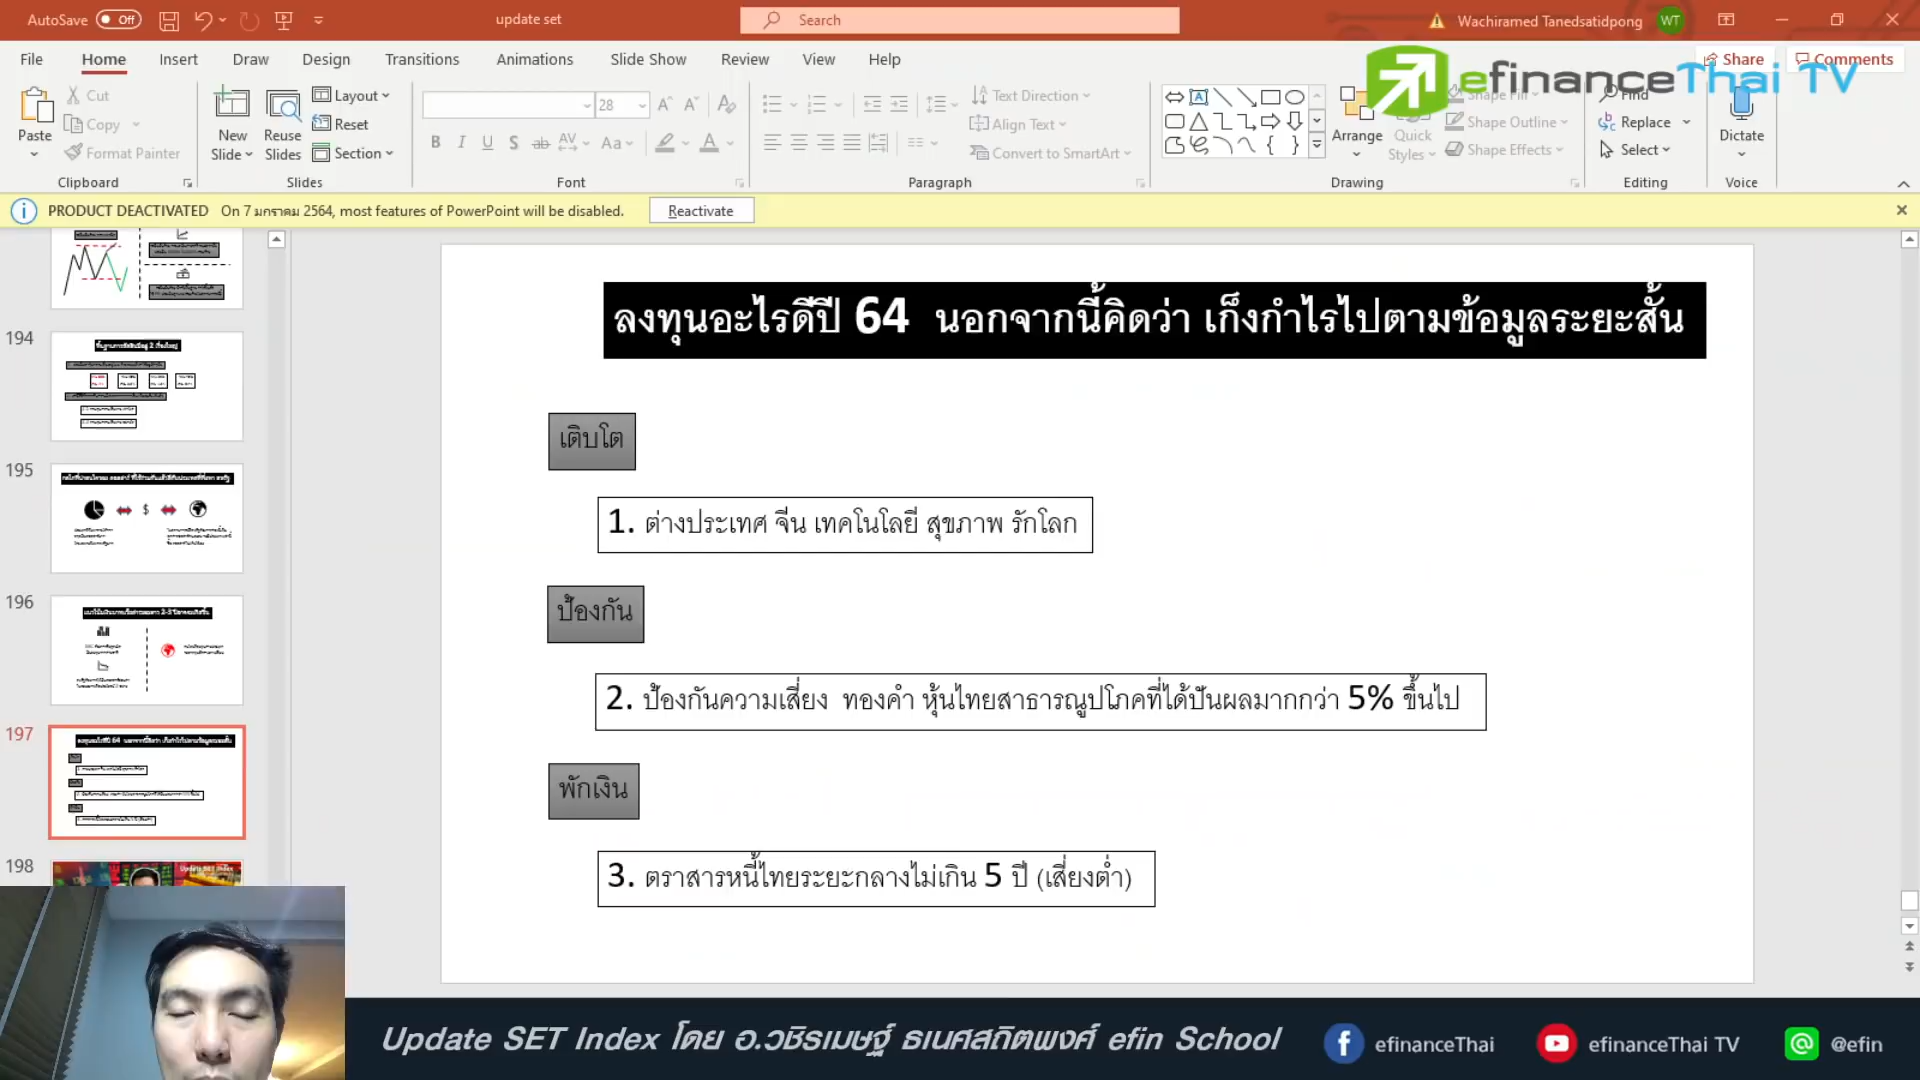 AutoSave Off
update set
Search
Wachiramed Tanedsatidpong WT
File Home Insert Draw Design Transitions Animations Slide Show Review View Help
Share Comments
efinanceThai TV
Paste
Cut
Copy
Format Painter
Clipboard
New Slide
Reuse Slides
Layout
Reset
Section
Slides
28
B I U S ab AV Aa A
Font
Text Direction
Align Text
Convert to SmartArt
Paragraph
Arrange
Quick Styles
Shape Fill
Shape Outline
Shape Effects
Drawing
Find
Replace
Select
Editing
Dictate
Voice
PRODUCT DEACTIVATED On 7 มกราคม 2564, most features of PowerPoint will be disabled. Reactivate
194
195
196
197
198
Update SET Index
ลงทุนอะไรดีปี 64 นอกจากนี้คิดว่า เก็งกำไรไปตามข้อมูลระยะสั้น
เติบโต
1. ต่างประเทศ จีน เทคโนโลยี สุขภาพ รักโลก
ป้องกัน
2. ป้องกันความเสี่ยง ทองคำ หุ้นไทยสาธารณูปโภคที่ได้ปันผลมากกว่า 5% ขึ้นไป
พักเงิน
3. ตราสารหนี้ไทยระยะกลางไม่เกิน 5 ปี (เสี่ยงต่ำ)
Update SET Index โดย อ.วชิรเมษฐ์ ธเนศสถิตพงศ์ efin School
efinanceThai
efinanceThai TV
@efin